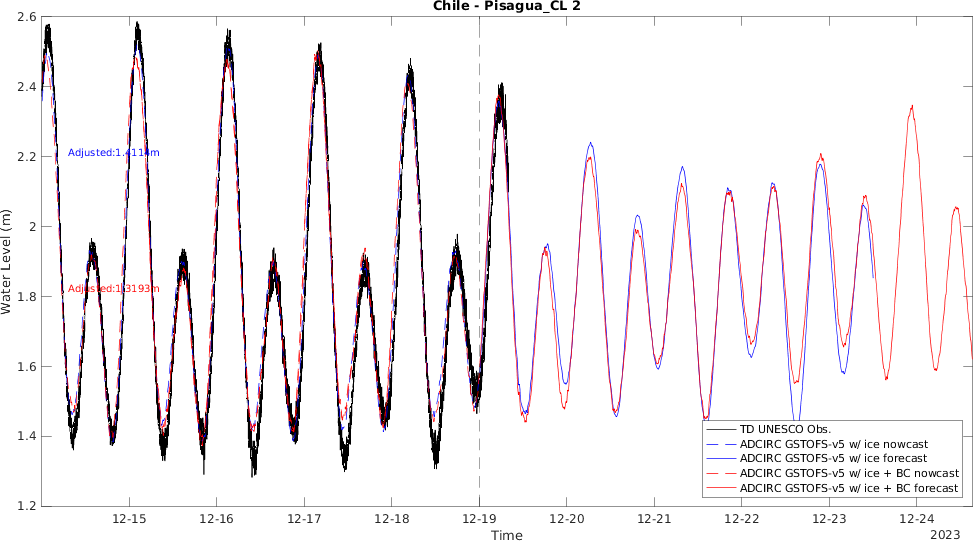 Chile - Pisagua_CL 2
2.6
2.4
2.2
2
1.8
1.6
1.4
1.2
Water Level (m)
Adjusted:1.4114m
Adjusted:1.3193m
TD UNESCO Obs.
ADCIRC GSTOFS-v5 w/ ice nowcast
ADCIRC GSTOFS-v5 w/ ice forecast
ADCIRC GSTOFS-v5 w/ ice + BC nowcast
ADCIRC GSTOFS-v5 w/ ice + BC forecast
12-15 12-16 12-17 12-18 12-19 12-20 12-21 12-22 12-23 12-24
2023
Time